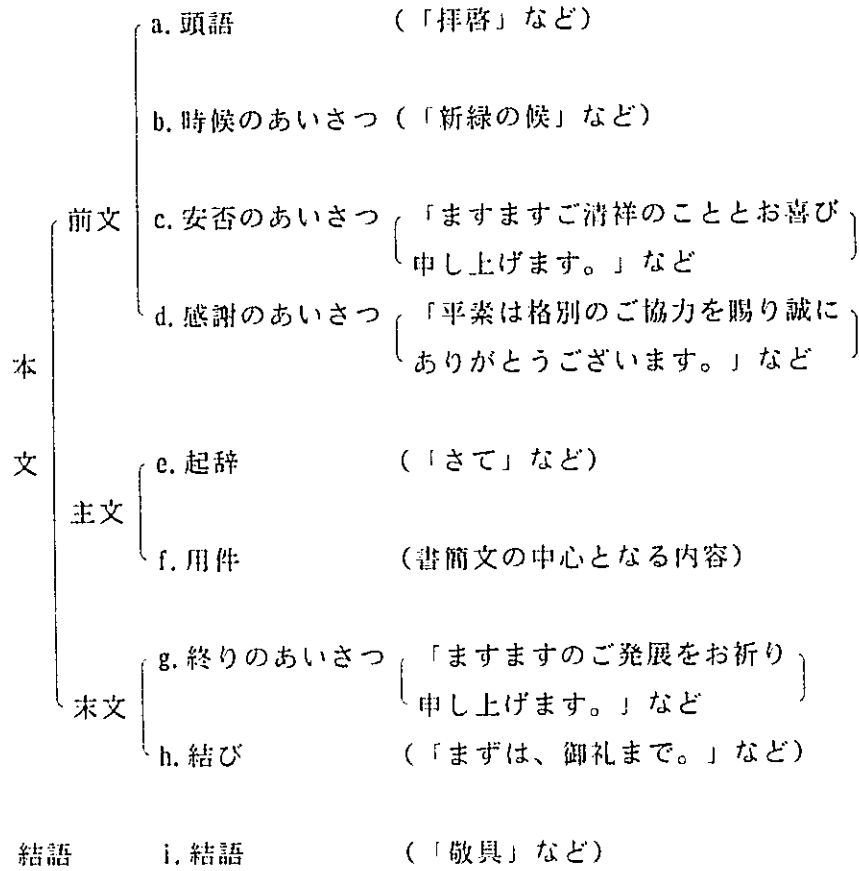 a. 頭語 (「拝啓」など)
b. 時候のあいさつ (「新緑の候」など)
前文 c. 安否のあいさつ 「ますますご清祥のこととお喜び
申し上げます。」など
d. 感謝のあいさつ 「平素は格別のご協力を賜り誠に
ありがとうございます。」など
本
文 e. 起辞 (「さて」など)
主文
f. 用件 (書簡文の中心となる内容)
g. 終りのあいさつ 「ますますのご発展をお祈り
末文 申し上げます。」など
h. 結び (「まずは、御礼まで。」など)
結語 i. 結語 (「敬具」など)